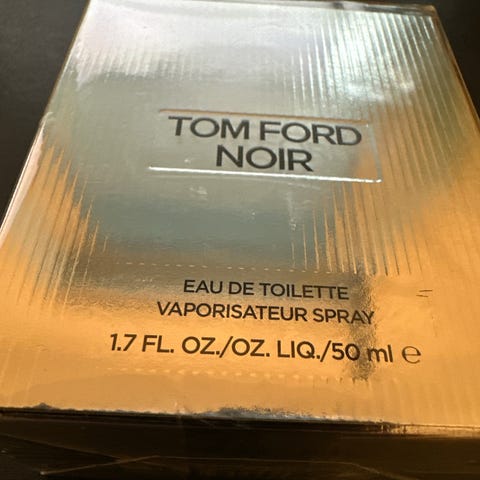 TOM FORD
NOIR
EAU DE TOILETTE
VAPORISATEUR SPRAY
1.7 FL. OZ./OZ. LIQ./50 ml ℮